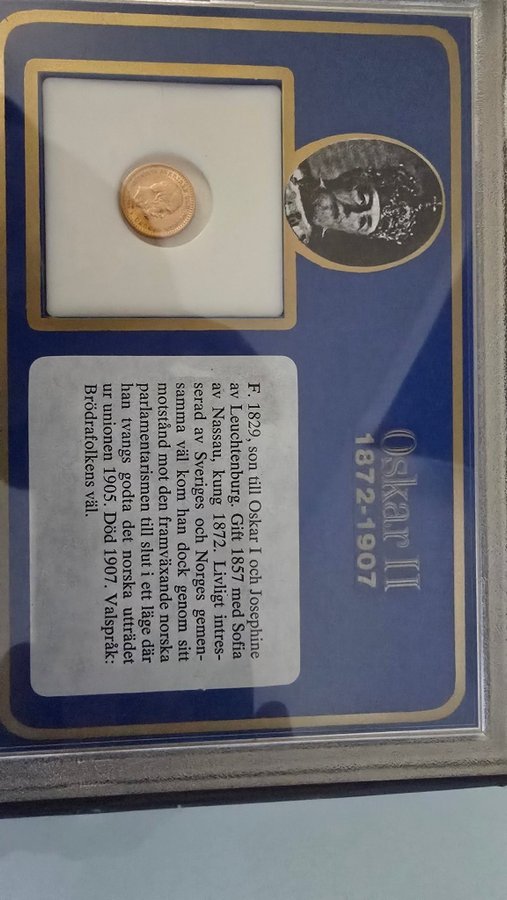 Oskar II
1872-1907
F. 1829, son till Oskar I och Josephine
av Leuchtenburg. Gift 1857 med Sofia
av Nassau, kung 1872. Livligt intres-
serad av Sveriges och Norges gemen-
samma väl kom han dock genom sitt
motstånd mot den framväxande norska
parlamentarismen till slut i ett läge där
han tvangs godta det norska utträdet
ur unionen 1905. Död 1907. Valspråk:
Brödrafolkens väl.